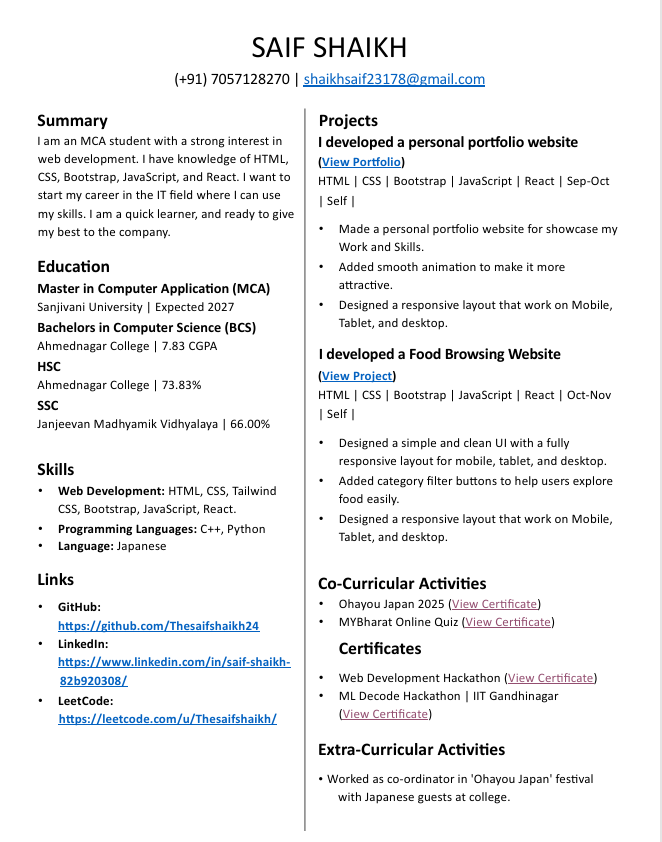 SAIF SHAIKH
(+91) 7057128270 | shaikhsaif23178@gmail.com
Summary
I am an MCA student with a strong interest in
web development. I have knowledge of HTML,
CSS, Bootstrap, JavaScript, and React. I want to
start my career in the IT field where I can use
my skills. I am a quick learner, and ready to give
my best to the company.
Education
Master in Computer Application (MCA)
Sanjivani University | Expected 2027
Bachelors in Computer Science (BCS)
Ahmednagar College | 7.83 CGPA
HSC
Ahmednagar College | 73.83%
SSC
Janjeevan Madhyamik Vidhyalaya | 66.00%
Skills
• Web Development: HTML, CSS, Tailwind
CSS, Bootstrap, JavaScript, React.
• Programming Languages: C++, Python
• Language: Japanese
Links
• GitHub:
https://github.com/Thesaifshaikh24
• LinkedIn:
https://www.linkedin.com/in/saif-shaikh-
82b920308/
• LeetCode:
https://leetcode.com/u/Thesaifshaikh/
Projects
I developed a personal portfolio website
(View Portfolio)
HTML | CSS | Bootstrap | JavaScript | React | Sep-Oct
| Self |
• Made a personal portfolio website for showcase my
Work and Skills.
• Added smooth animation to make it more
attractive.
• Designed a responsive layout that work on Mobile,
Tablet, and desktop.
I developed a Food Browsing Website
(View Project)
HTML | CSS | Bootstrap | JavaScript | React | Oct-Nov
| Self |
• Designed a simple and clean UI with a fully
responsive layout for mobile, tablet, and desktop.
• Added category filter buttons to help users explore
food easily.
• Designed a responsive layout that work on Mobile,
Tablet, and desktop.
Co-Curricular Activities
• Ohayou Japan 2025 (View Certificate)
• MYBharat Online Quiz (View Certificate)
Certificates
• Web Development Hackathon (View Certificate)
• ML Decode Hackathon | IIT Gandhinagar
(View Certificate)
Extra-Curricular Activities
• Worked as co-ordinator in 'Ohayou Japan' festival
with Japanese guests at college.